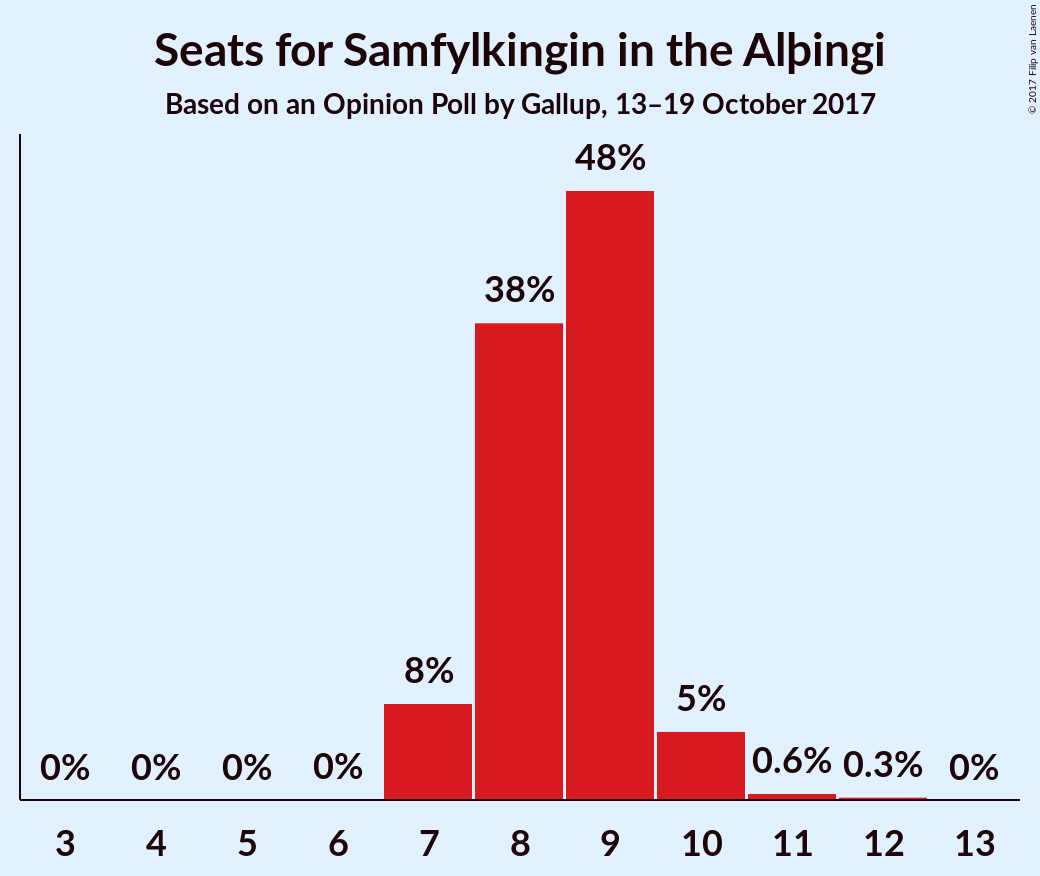 Seats for Samfylkingin in the Alþingi
Based on an Opinion Poll by Gallup, 13–19 October 2017
© 2017 Filip van Laenen
48%
38%
8%
5%
0% 0% 0% 0% 0.6% 0.3% 0%
3 4 5 6 7 8 9 10 11 12 13